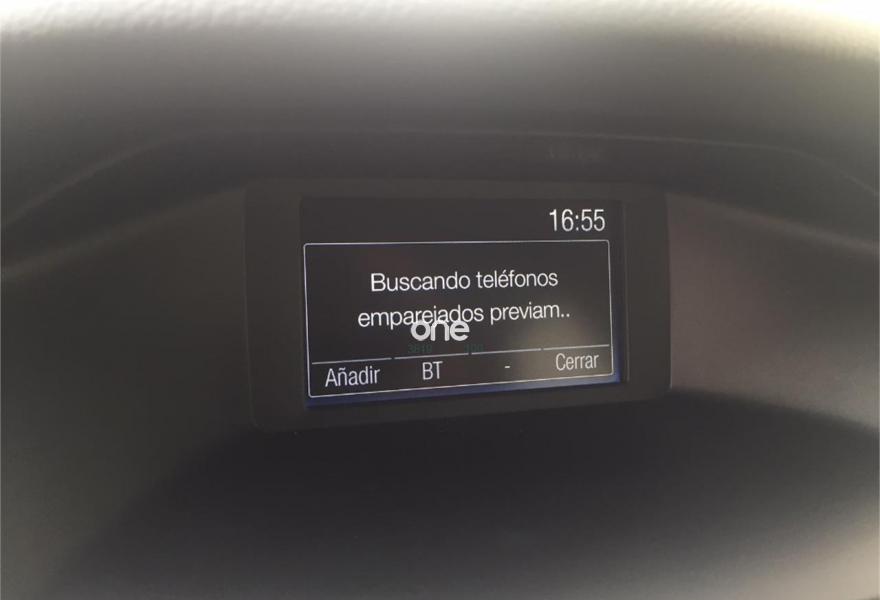 16:55
Buscando teléfonos
emparejados previam..
one
Añadir BT - Cerrar